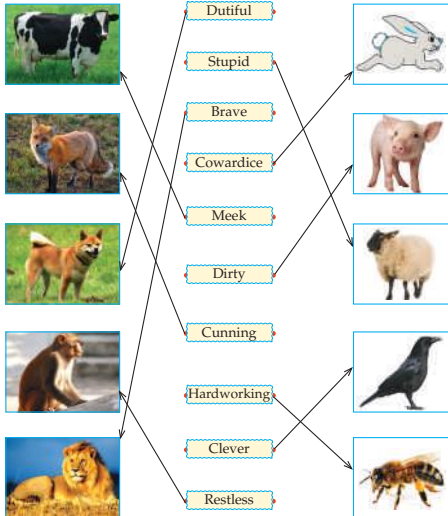 Dutiful
Stupid
Brave
Cowardice
Meek
Dirty
Cunning
Hardworking
Clever
Restless